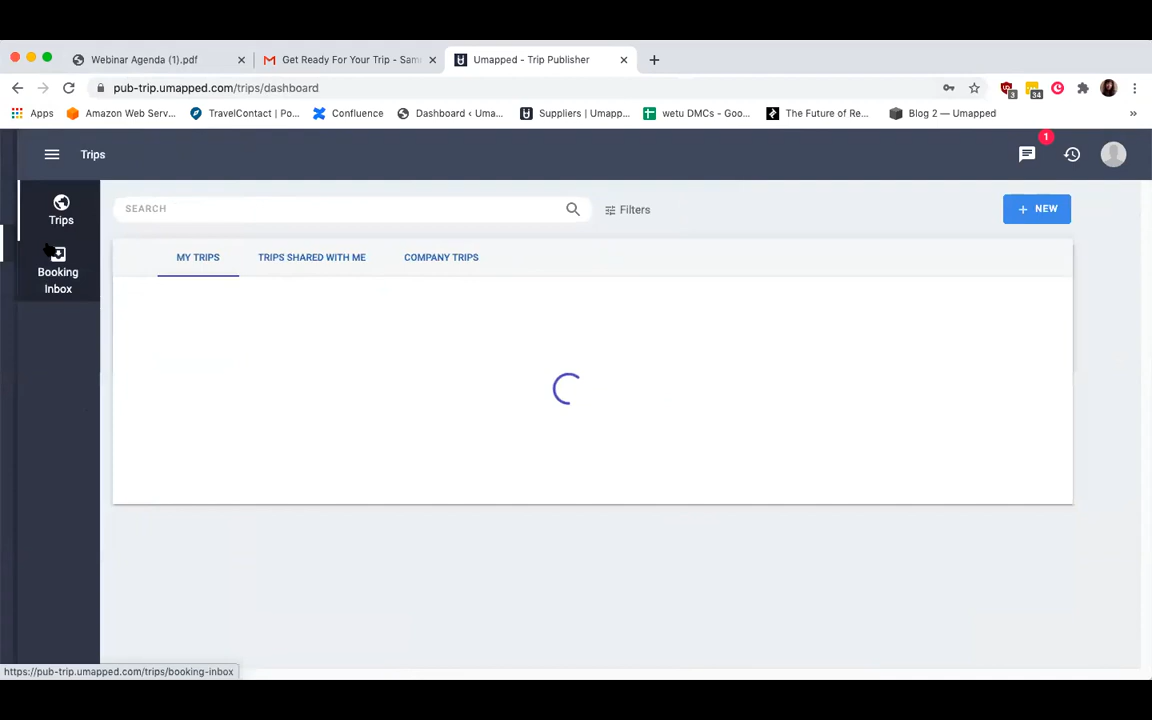 Webinar Agenda (1).pdf
Get Ready For Your Trip - Sam
Umapped - Trip Publisher
pub-trip.umapped.com/trips/dashboard
3
34
Apps
Amazon Web Serv...
TravelContact | Po...
Confluence
Dashboard ‹ Uma...
Suppliers | Umapp...
wetu DMCs - Goo...
The Future of Re...
Blog 2 — Umapped
»
Trips
1
Trips
SEARCH
Filters
+ NEW
Booking
Inbox
MY TRIPS
TRIPS SHARED WITH ME
COMPANY TRIPS
https://pub-trip.umapped.com/trips/booking-inbox